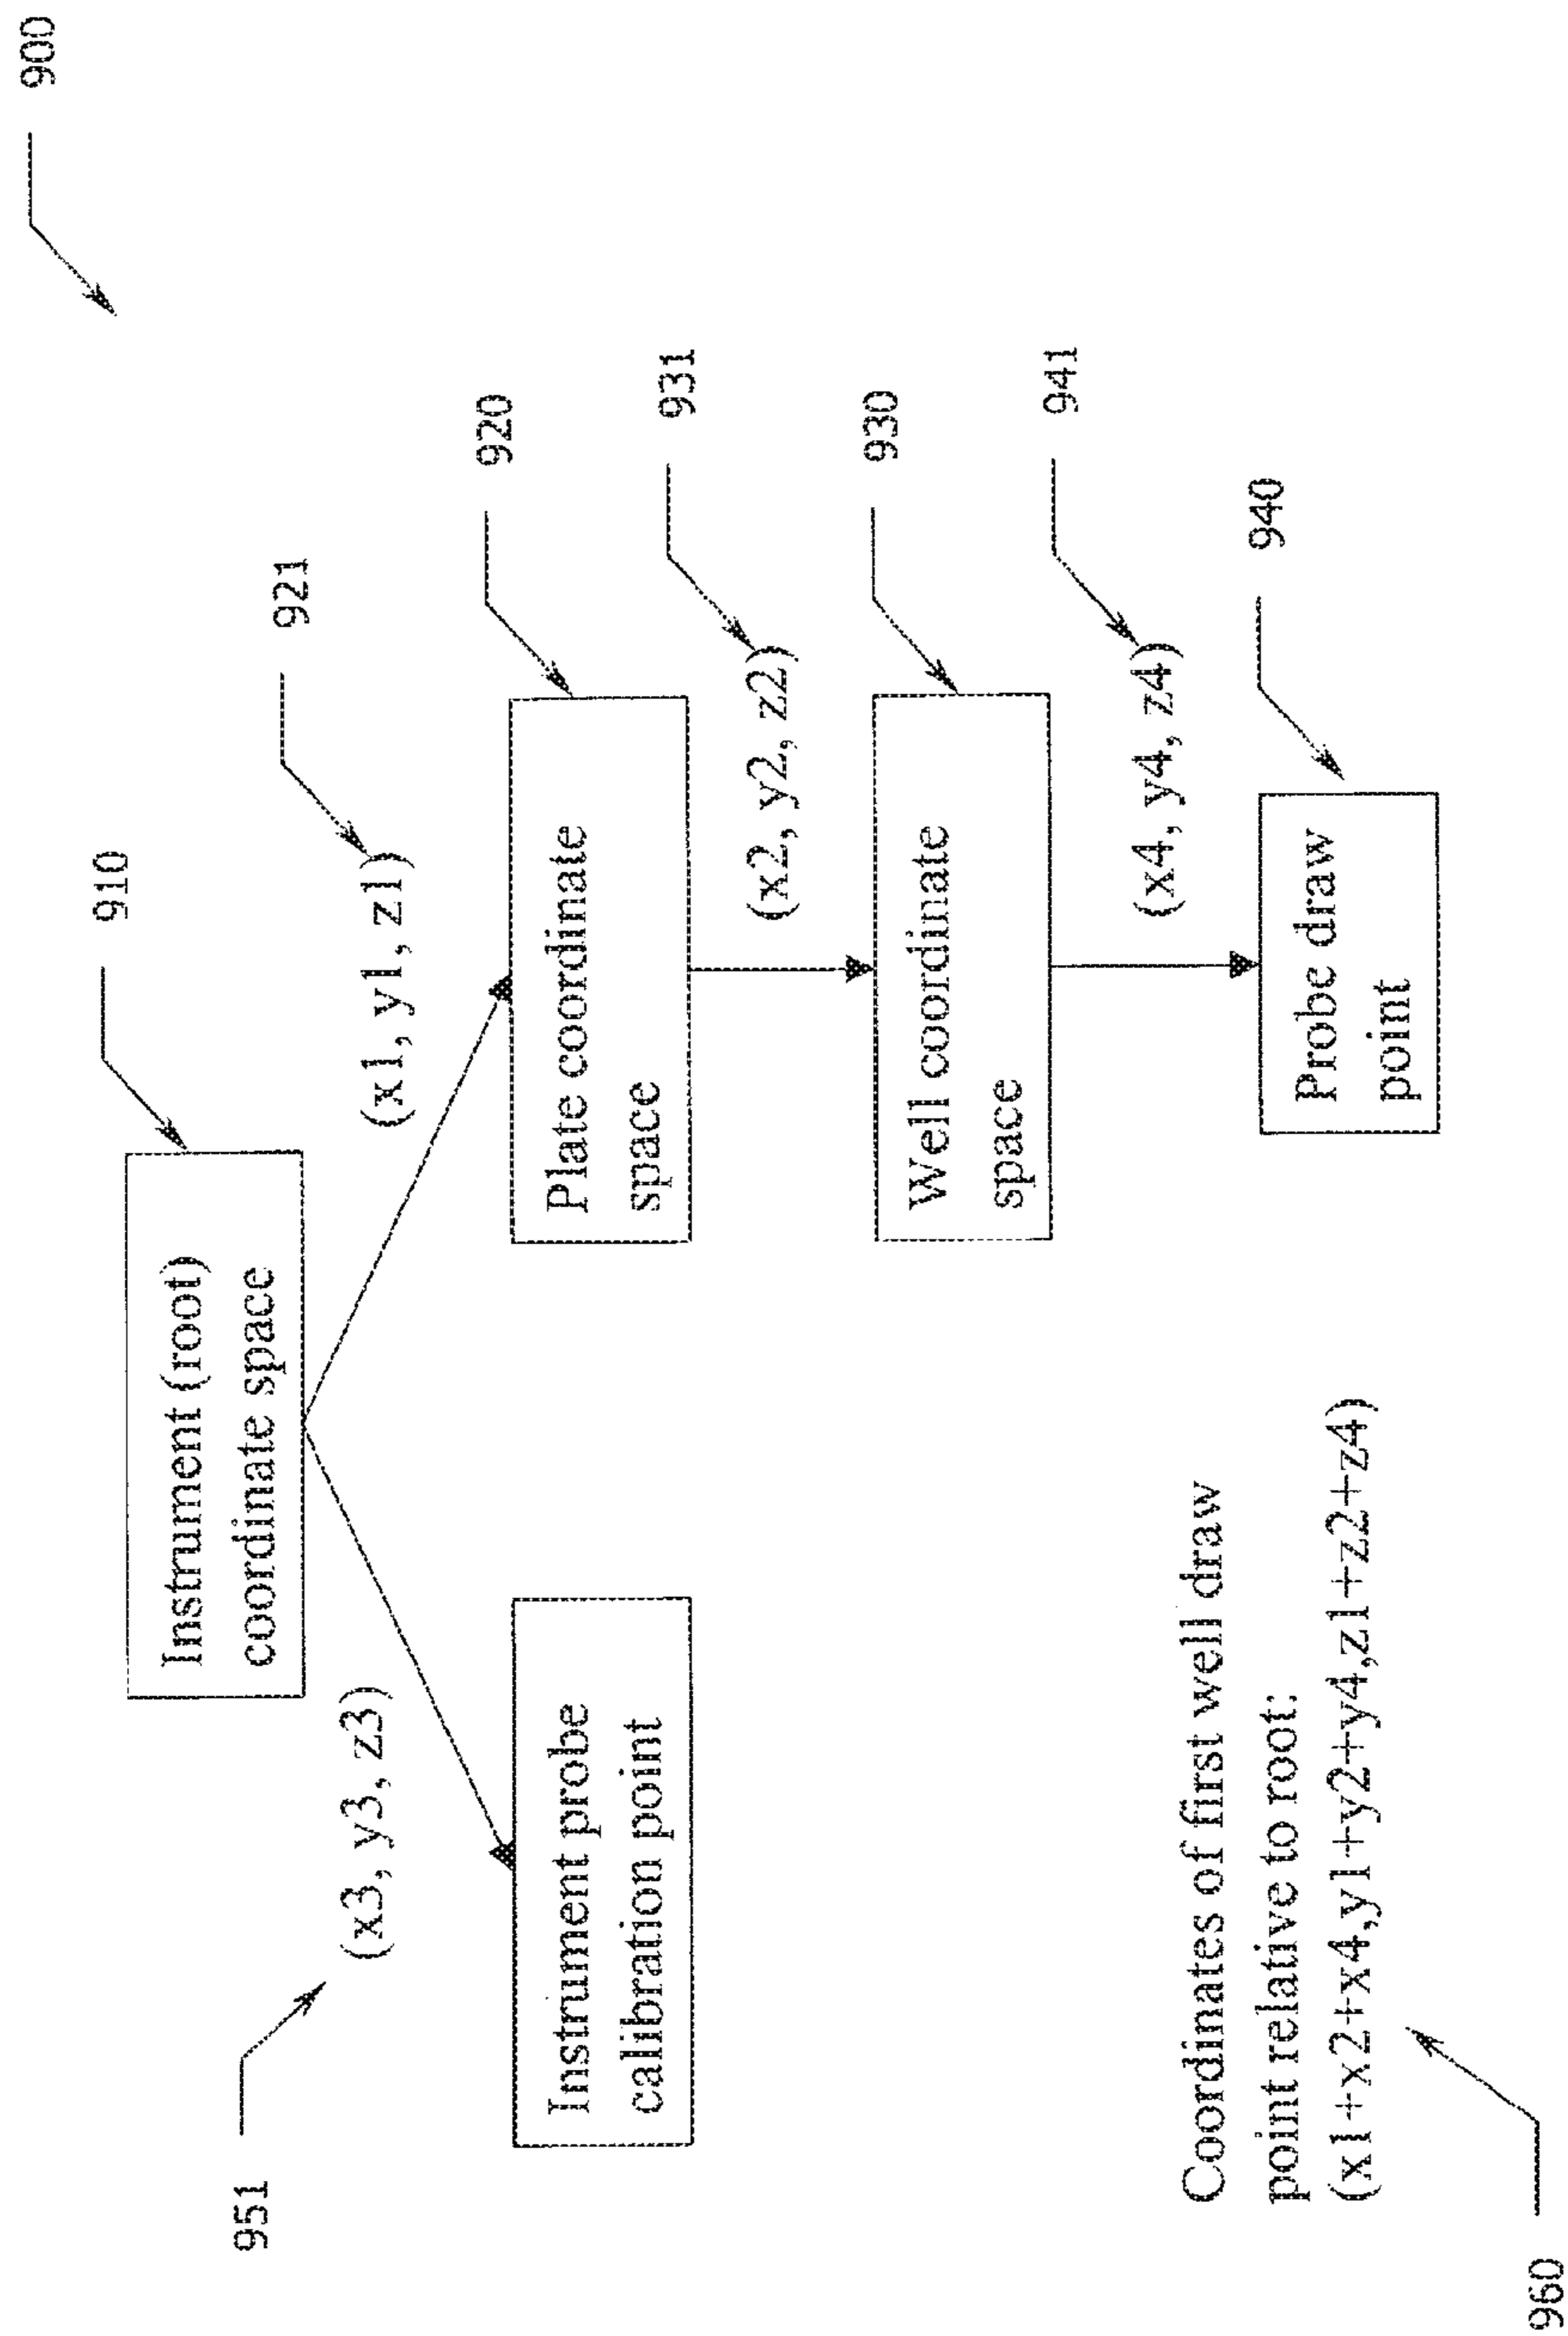 900
910
Instrument (root)
coordinate space
921
(x1, y1, z1)
951
(x3, y3, z3)
920
Instrument probe
calibration point
Plate coordinate
space
931
(x2, y2, z2)
930
Well coordinate
space
941
(x4, y4, z4)
940
Probe draw
point
Coordinates of first well draw
point relative to root:
(x1+x2+x4,y1+y2+y4,z1+z2+z4)
960